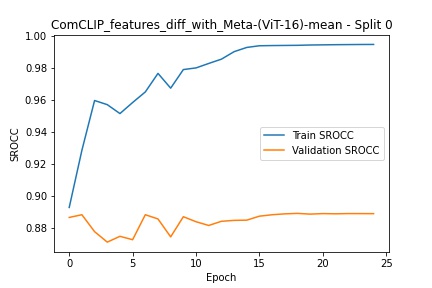 ComCLIP_features_diff_with_Meta-(ViT-16)-mean - Split 0
1.00
0.98
0.96
0.94
0.92
0.90
0.88
SROCC
Train SROCC
Validation SROCC
0 5 10 15 20 25
Epoch